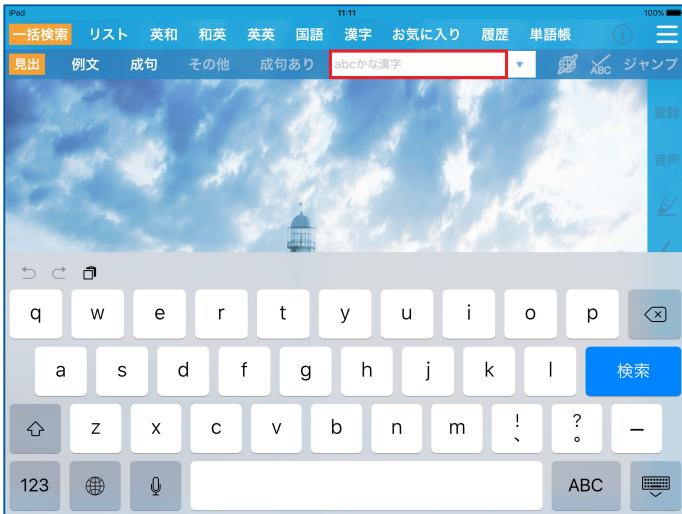 iPad 11:11 100%
一括検索 リスト 英和 和英 英英 国語 漢字 お気に入り 履歴 単語帳
見出 例文 成句 その他 成句あり abcかな漢字 ABC ジャンプ
登録
音声
q w e r t y u i o p
a s d f g h j k l 検索
z x c v b n m ! 、 ? 。 ー
123 ABC